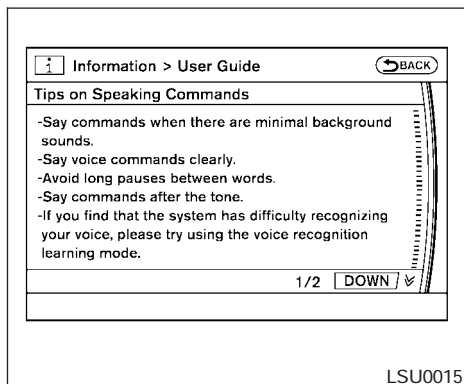 i Information > User Guide BACK
Tips on Speaking Commands
-Say commands when there are minimal background
sounds.
-Say voice commands clearly.
-Avoid long pauses between words.
-Say commands after the tone.
-If you find that the system has difficulty recognizing
your voice, please try using the voice recognition
learning mode.
1/2 DOWN
LSU0015